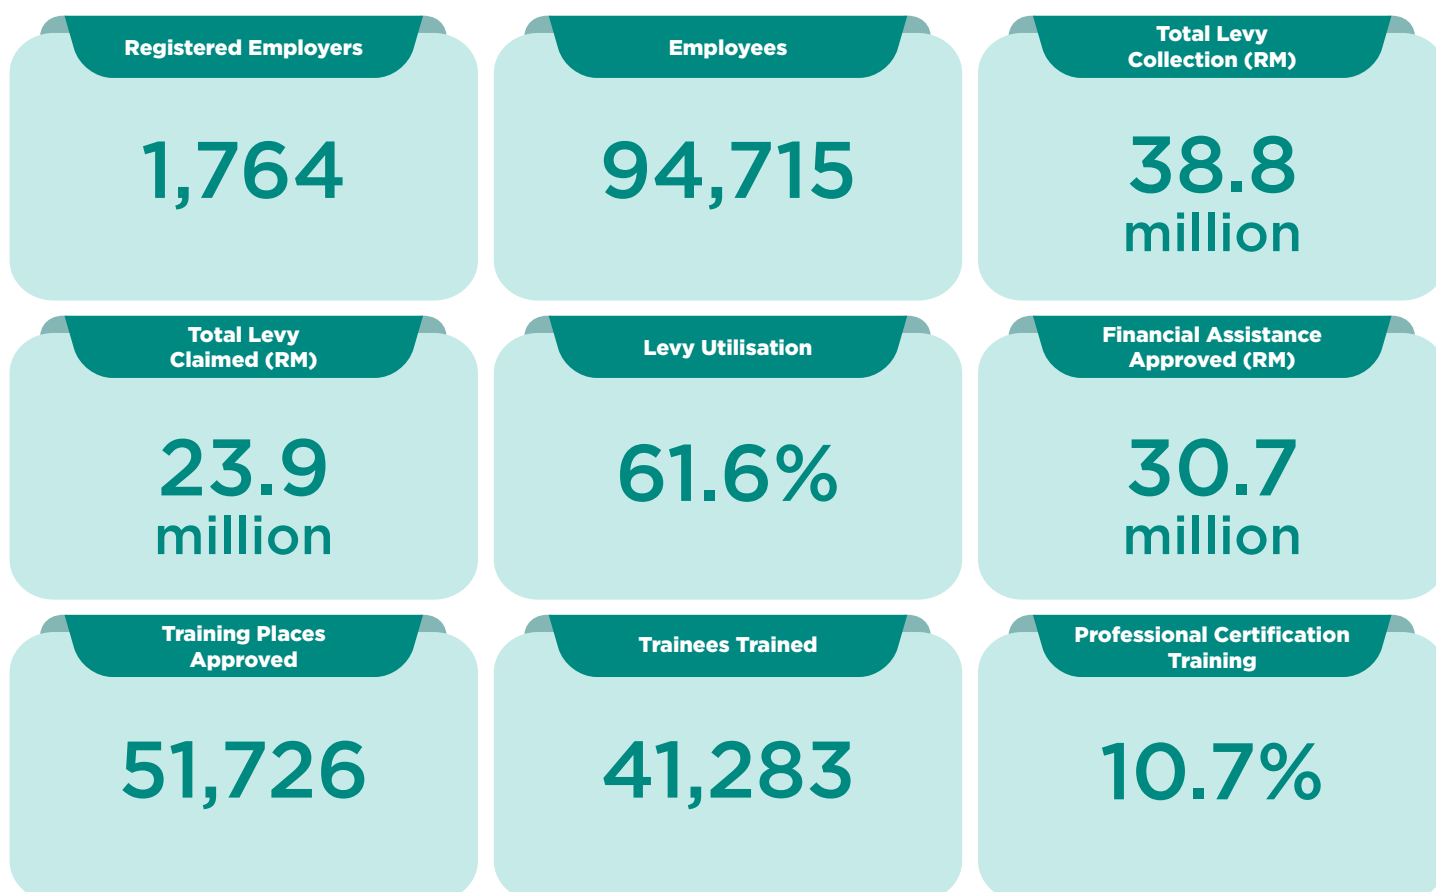 Registered Employers
1,764
Employees
94,715
Total Levy
Collection (RM)
38.8
million
Total Levy
Claimed (RM)
23.9
million
Levy Utilisation
61.6%
Financial Assistance
Approved (RM)
30.7
million
Training Places
Approved
51,726
Trainees Trained
41,283
Professional Certification
Training
10.7%